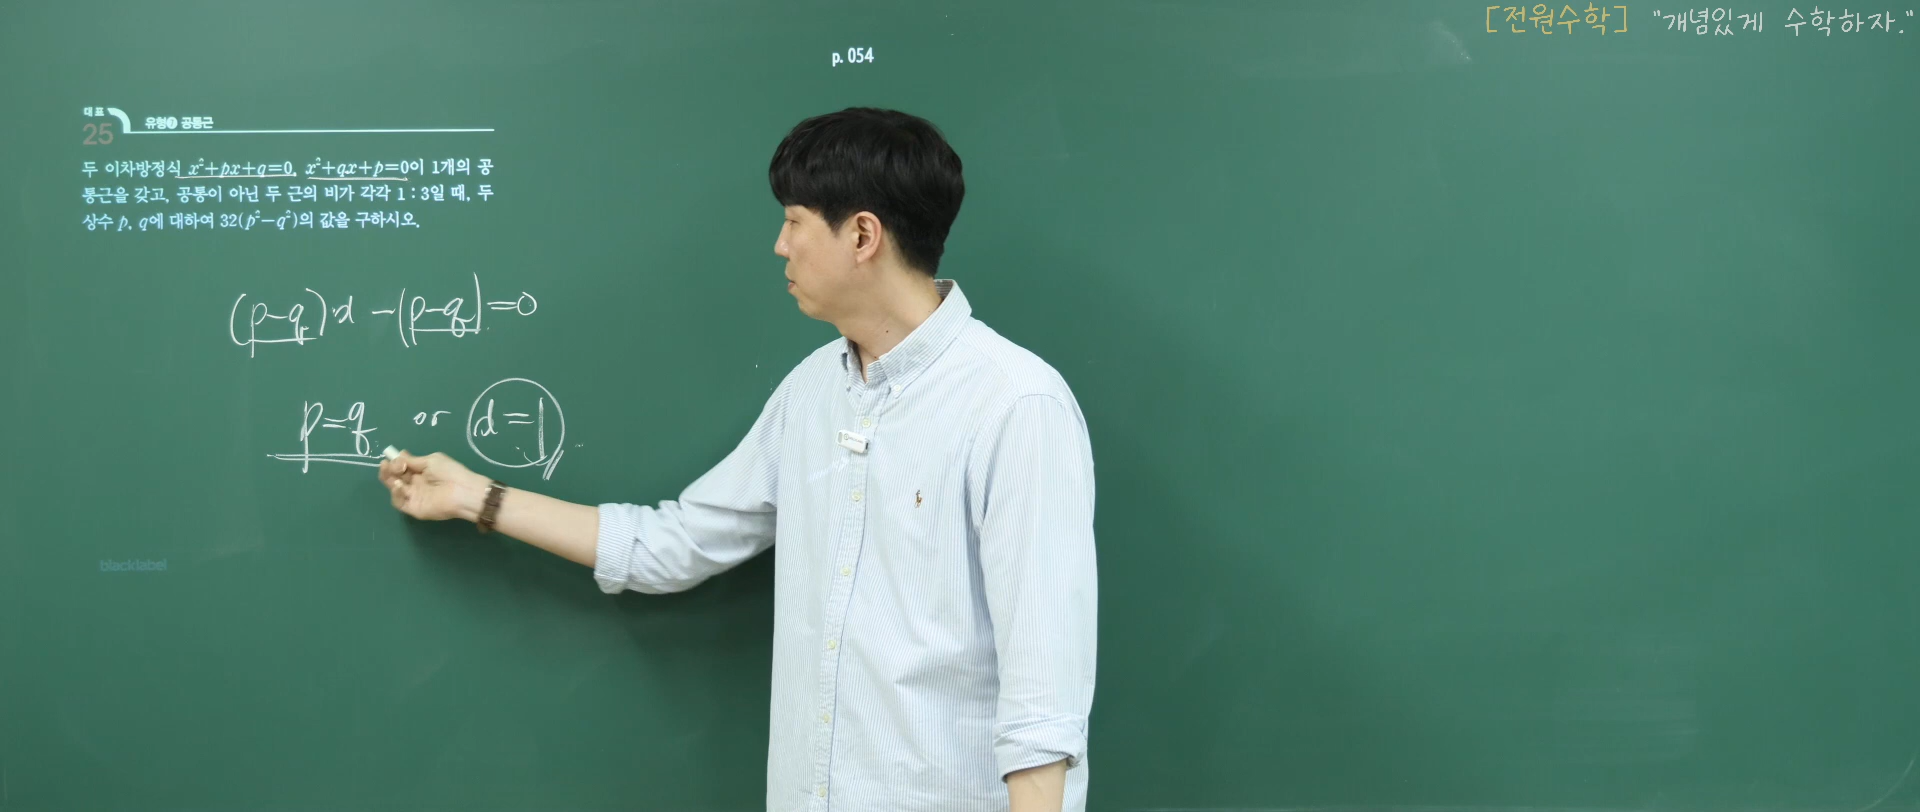 [전원수학] "개념있게 수학하자."
p. 054
대표 25 유형❼ 공통근
두 이차방정식 x²+px+q=0, x²+qx+p=0이 1개의 공
통근을 갖고, 공통이 아닌 두 근의 비가 각각 1 : 3일 때, 두
상수 p, q에 대하여 32(p²-q²)의 값을 구하시오.
(p-q)α -(p-q)=0
p=q or α=1
blacklabel